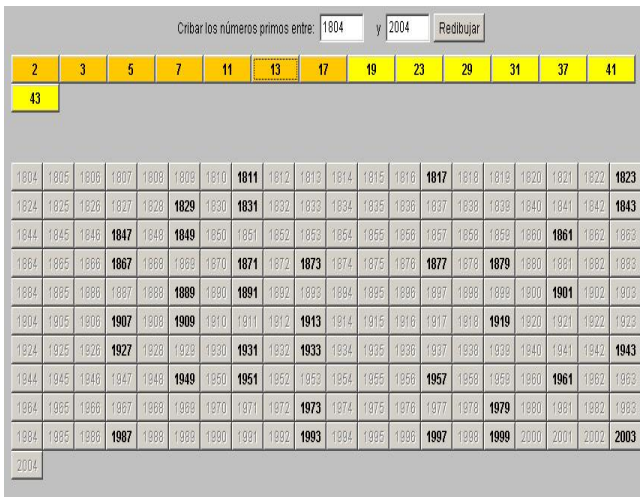 Cribar los números primos entre: 1804 y 2004 Redibujar
2 3 5 7 11 13 17 19 23 29 31 37 41
43
1804 1805 1806 1807 1808 1809 1810 1811 1812 1813 1814 1815 1816 1817 1818 1819 1820 1821 1822 1823
1824 1825 1826 1827 1828 1829 1830 1831 1832 1833 1834 1835 1836 1837 1838 1839 1840 1841 1842 1843
1844 1845 1846 1847 1848 1849 1850 1851 1852 1853 1854 1855 1856 1857 1858 1859 1860 1861 1862 1863
1864 1865 1866 1867 1868 1869 1870 1871 1872 1873 1874 1875 1876 1877 1878 1879 1880 1881 1882 1883
1884 1885 1886 1887 1888 1889 1890 1891 1892 1893 1894 1895 1896 1897 1898 1899 1900 1901 1902 1903
1904 1905 1906 1907 1908 1909 1910 1911 1912 1913 1914 1915 1916 1917 1918 1919 1920 1921 1922 1923
1924 1925 1926 1927 1928 1929 1930 1931 1932 1933 1934 1935 1936 1937 1938 1939 1940 1941 1942 1943
1944 1945 1946 1947 1948 1949 1950 1951 1952 1953 1954 1955 1956 1957 1958 1959 1960 1961 1962 1963
1964 1965 1966 1967 1968 1969 1970 1971 1972 1973 1974 1975 1976 1977 1978 1979 1980 1981 1982 1983
1984 1985 1986 1987 1988 1989 1990 1991 1992 1993 1994 1995 1996 1997 1998 1999 2000 2001 2002 2003
2004